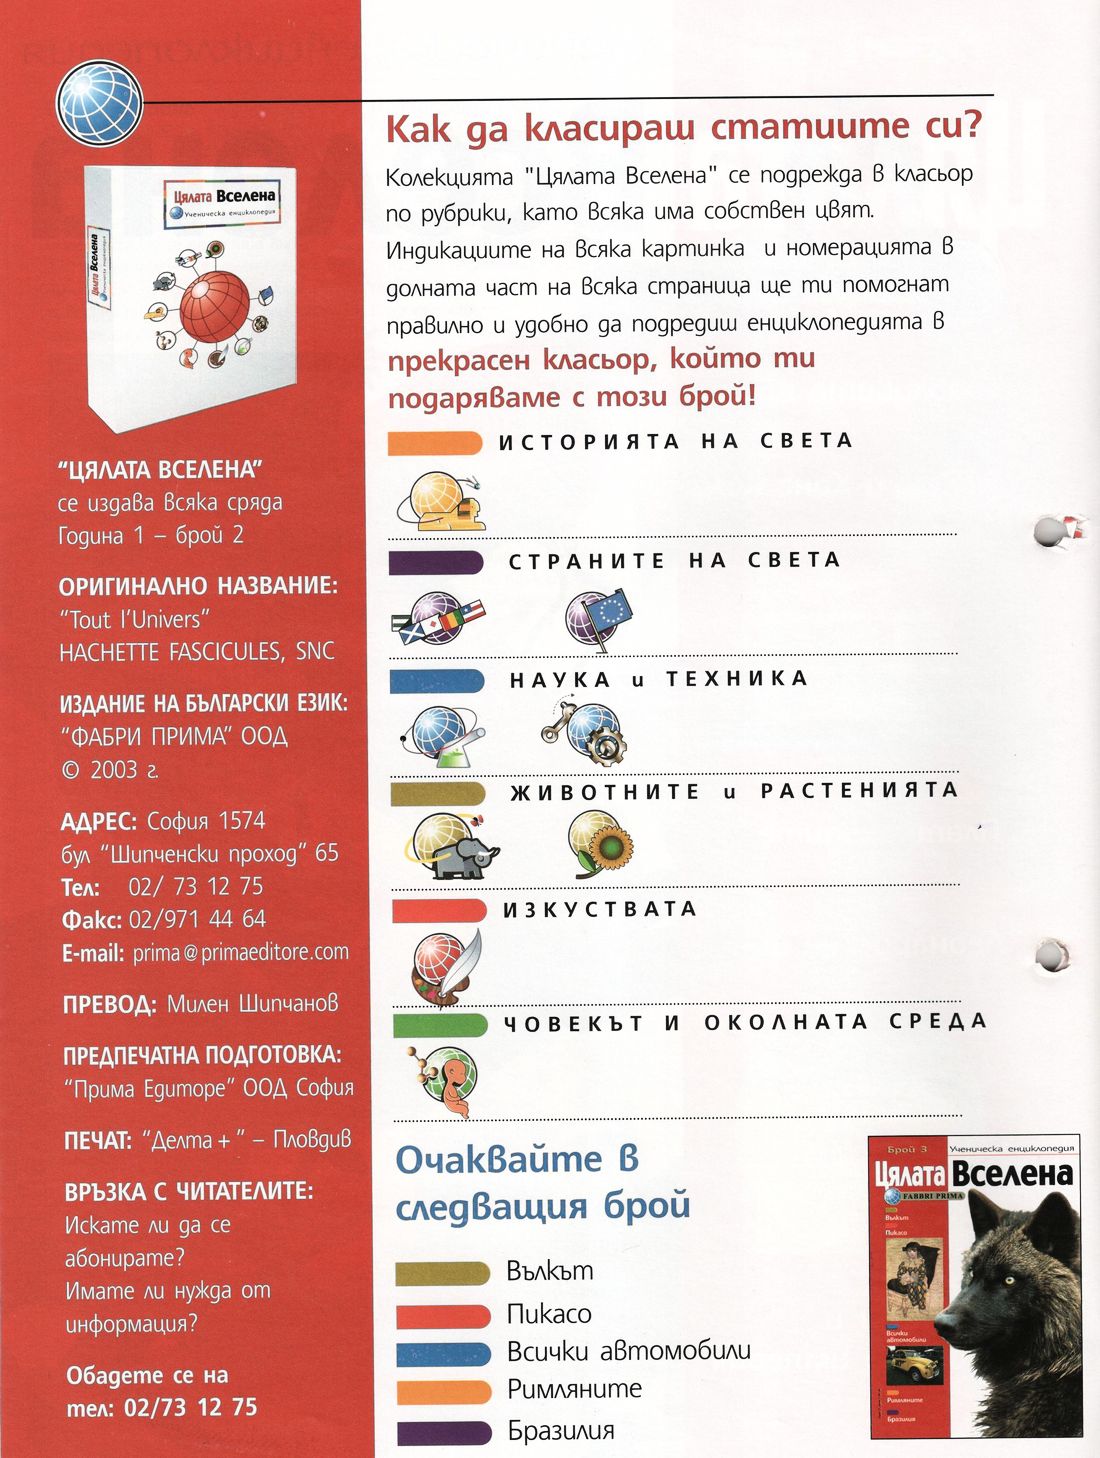 Цялата Вселена
Ученическа енциклопедия
Цялата Вселена
"ЦЯЛАТА ВСЕЛЕНА"
се издава всяка сряда
Година 1 – брой 2
ОРИГИНАЛНО НАЗВАНИЕ:
"Tout l'Univers"
HACHETTE FASCICULES, SNC
ИЗДАНИЕ НА БЪЛГАРСКИ ЕЗИК:
"ФАБРИ ПРИМА" ООД
© 2003 г.
АДРЕС: София 1574
бул "Шипченски проход" 65
Тел: 02/ 73 12 75
Факс: 02/971 44 64
E-mail: prima@primaeditore.com
ПРЕВОД: Милен Шипчанов
ПРЕДПЕЧАТНА ПОДГОТОВКА:
"Прима Едиторе" ООД София
ПЕЧАТ: "Делта+" – Пловдив
ВРЪЗКА С ЧИТАТЕЛИТЕ:
Искате ли да се
абонирате?
Имате ли нужда от
информация?
Обадете се на
тел: 02/73 12 75
Как да класираш статиите си?
Колекцията "Цялата Вселена" се подрежда в класьор
по рубрики, като всяка има собствен цвят.
Индикациите на всяка картинка и номерацията в
долната част на всяка страница ще ти помогнат
правилно и удобно да подредиш енциклопедията в
прекрасен класьор, който ти
подаряваме с този брой!
ИСТОРИЯТА НА СВЕТА
СТРАНИТЕ НА СВЕТА
НАУКА и ТЕХНИКА
ЖИВОТНИТЕ и РАСТЕНИЯТА
ИЗКУСТВАТА
ЧОВЕКЪТ И ОКОЛНАТА СРЕДА
Очаквайте в
следващия брой
Вълкът
Пикасо
Всички автомобили
Римляните
Бразилия
Брой 3
Ученическа енциклопедия
Цялата Вселена
FABBRI PRIMA
Вълкът
Пикасо
Всички
автомобили
Римляните
Бразилия